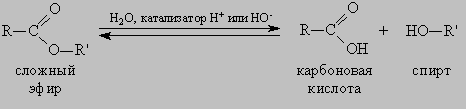 R—C
O
O—R'
H₂O, катализатор H⁺ или HO⁻
R—C
O
OH
+
HO—R'
сложный
эфир
карбоновая
кислота
спирт